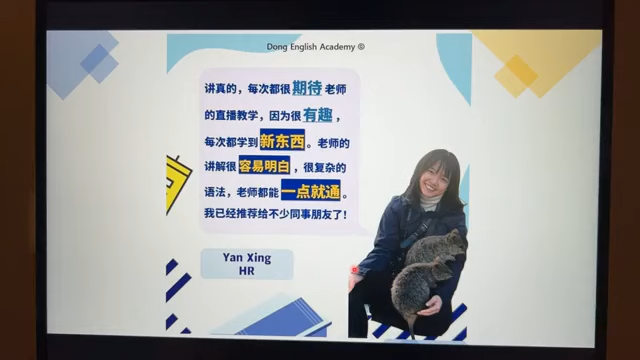 Dong English Academy ©
讲真的，每次都很期待老师
的直播教学，因为很有趣，
每次都学到新东西。老师的
讲解很容易明白，很复杂的
语法，老师都能一点就通。
我已经推荐给不少同事朋友了！
Yan Xing
HR